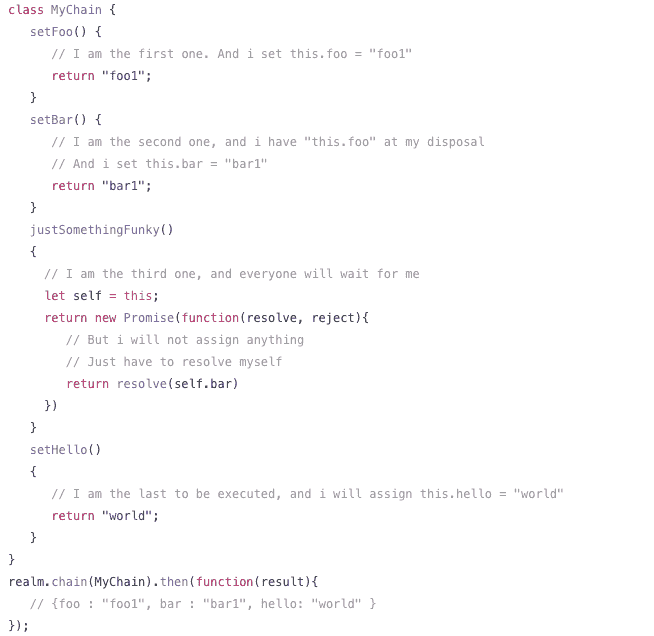 class MyChain {
   setFoo() {
      // I am the first one. And i set this.foo = "foo1"
      return "foo1";
   }
   setBar() {
      // I am the second one, and i have "this.foo" at my disposal
      // And i set this.bar = "bar1"
      return "bar1";
   }
   justSomethingFunky()
   {
     // I am the third one, and everyone will wait for me
     let self = this;
     return new Promise(function(resolve, reject){
        // But i will not assign anything
        // Just have to resolve myself
        return resolve(self.bar)
     })
   }
   setHello()
   {
      // I am the last to be executed, and i will assign this.hello = "world"
      return "world";
   }
}
realm.chain(MyChain).then(function(result){
   // {foo : "foo1", bar : "bar1", hello: "world" }
});